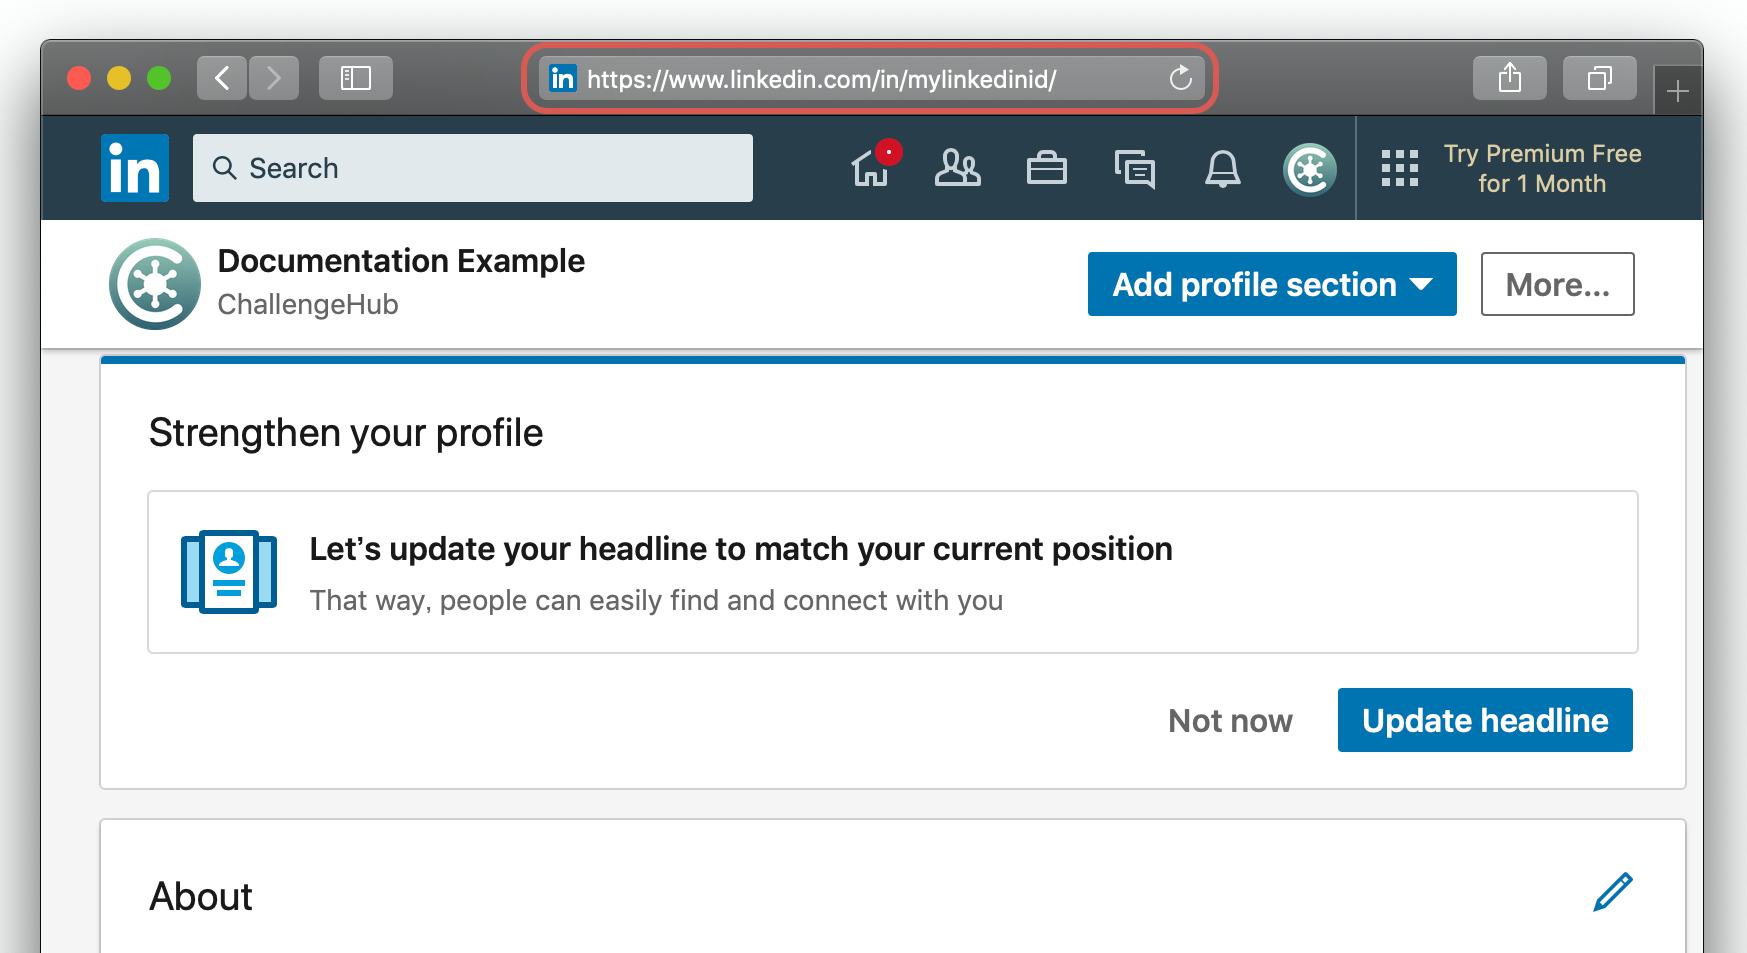 in https://www.linkedin.com/in/mylinkedinid/
in
Search
Try Premium Free
for 1 Month
Documentation Example
ChallengeHub
Add profile section
More...
Strengthen your profile
Let’s update your headline to match your current position
That way, people can easily find and connect with you
Not now
Update headline
About